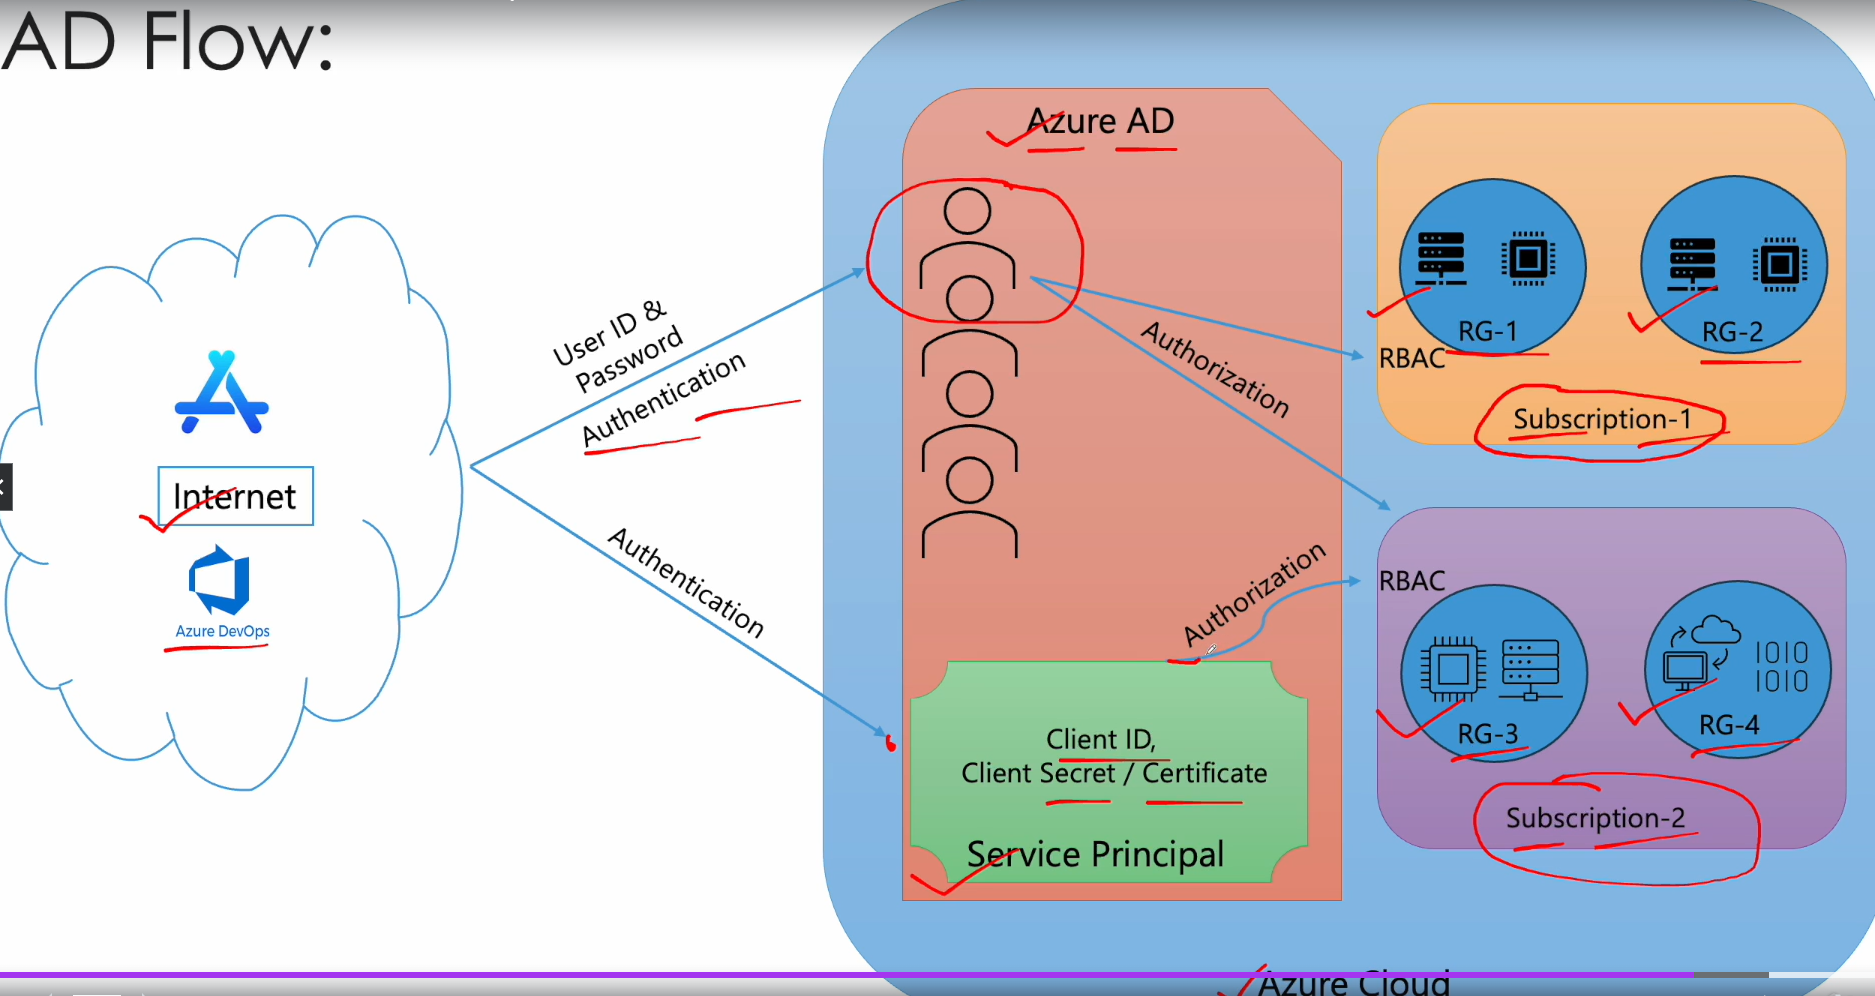 AD Flow:
Internet
Azure DevOps
User ID &
Password
Authentication
Authentication
Azure AD
Authorization
Authorization
Client ID,
Client Secret / Certificate
Service Principal
RBAC
RG-1
RG-2
Subscription-1
RBAC
RG-3
1010
1010
RG-4
Subscription-2
Azure Cloud